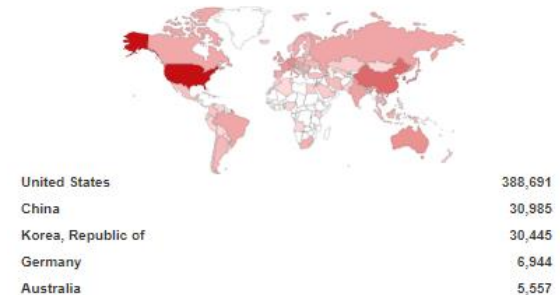 United States 388,691
China 30,985
Korea, Republic of 30,445
Germany 6,944
Australia 5,557